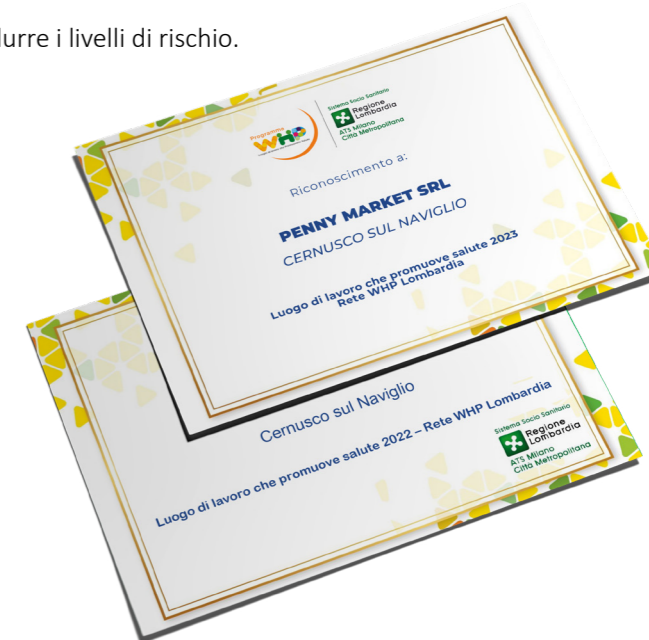 durre i livelli di rischio.
Programma
WHP
Sistema Socio Sanitario
Regione
Lombardia
ATS Milano
Città Metropolitana
Riconoscimento a:
PENNY MARKET SRL
CERNUSCO SUL NAVIGLIO
Luogo di lavoro che promuove salute 2023
Rete WHP Lombardia
Cernusco sul Naviglio
Luogo di lavoro che promuove salute 2022 – Rete WHP Lombardia
Sistema Socio Sanitario
Regione
Lombardia
ATS Milano
Città Metropolitana